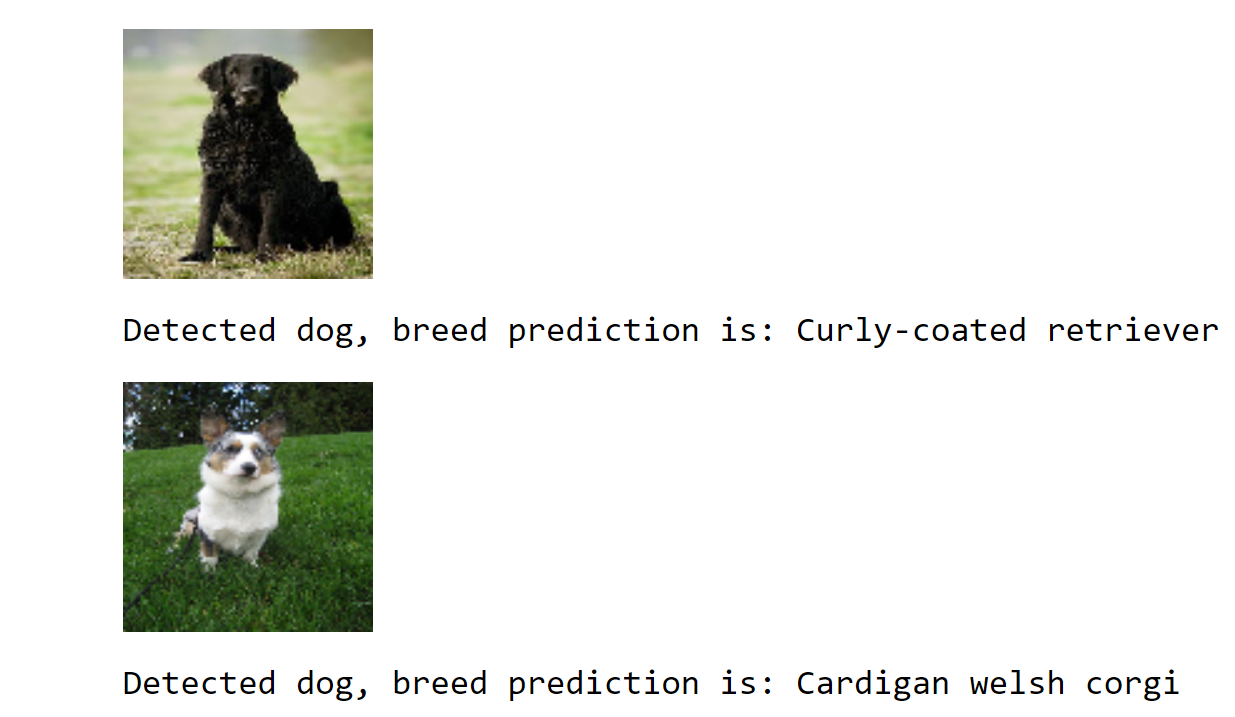 Detected dog, breed prediction is: Curly-coated retriever
Detected dog, breed prediction is: Cardigan welsh corgi